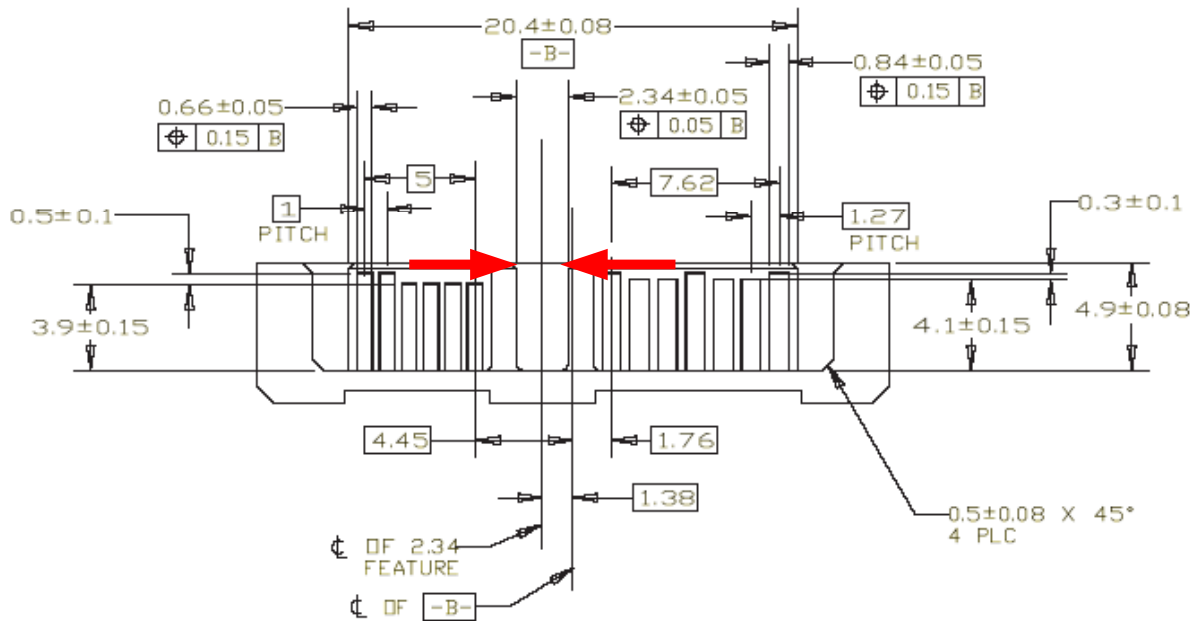 20.4±0.08
-B-
0.84±0.05
⌖ 0.15 B
0.66±0.05
⌖ 0.15 B
2.34±0.05
⌖ 0.05 B
5
7.62
1
PITCH
1.27
PITCH
0.5±0.1
0.3±0.1
3.9±0.15
4.1±0.15
4.9±0.08
4.45
1.76
1.38
0.5±0.08 X 45°
4 PLC
℄ OF 2.34
FEATURE
℄ OF -B-